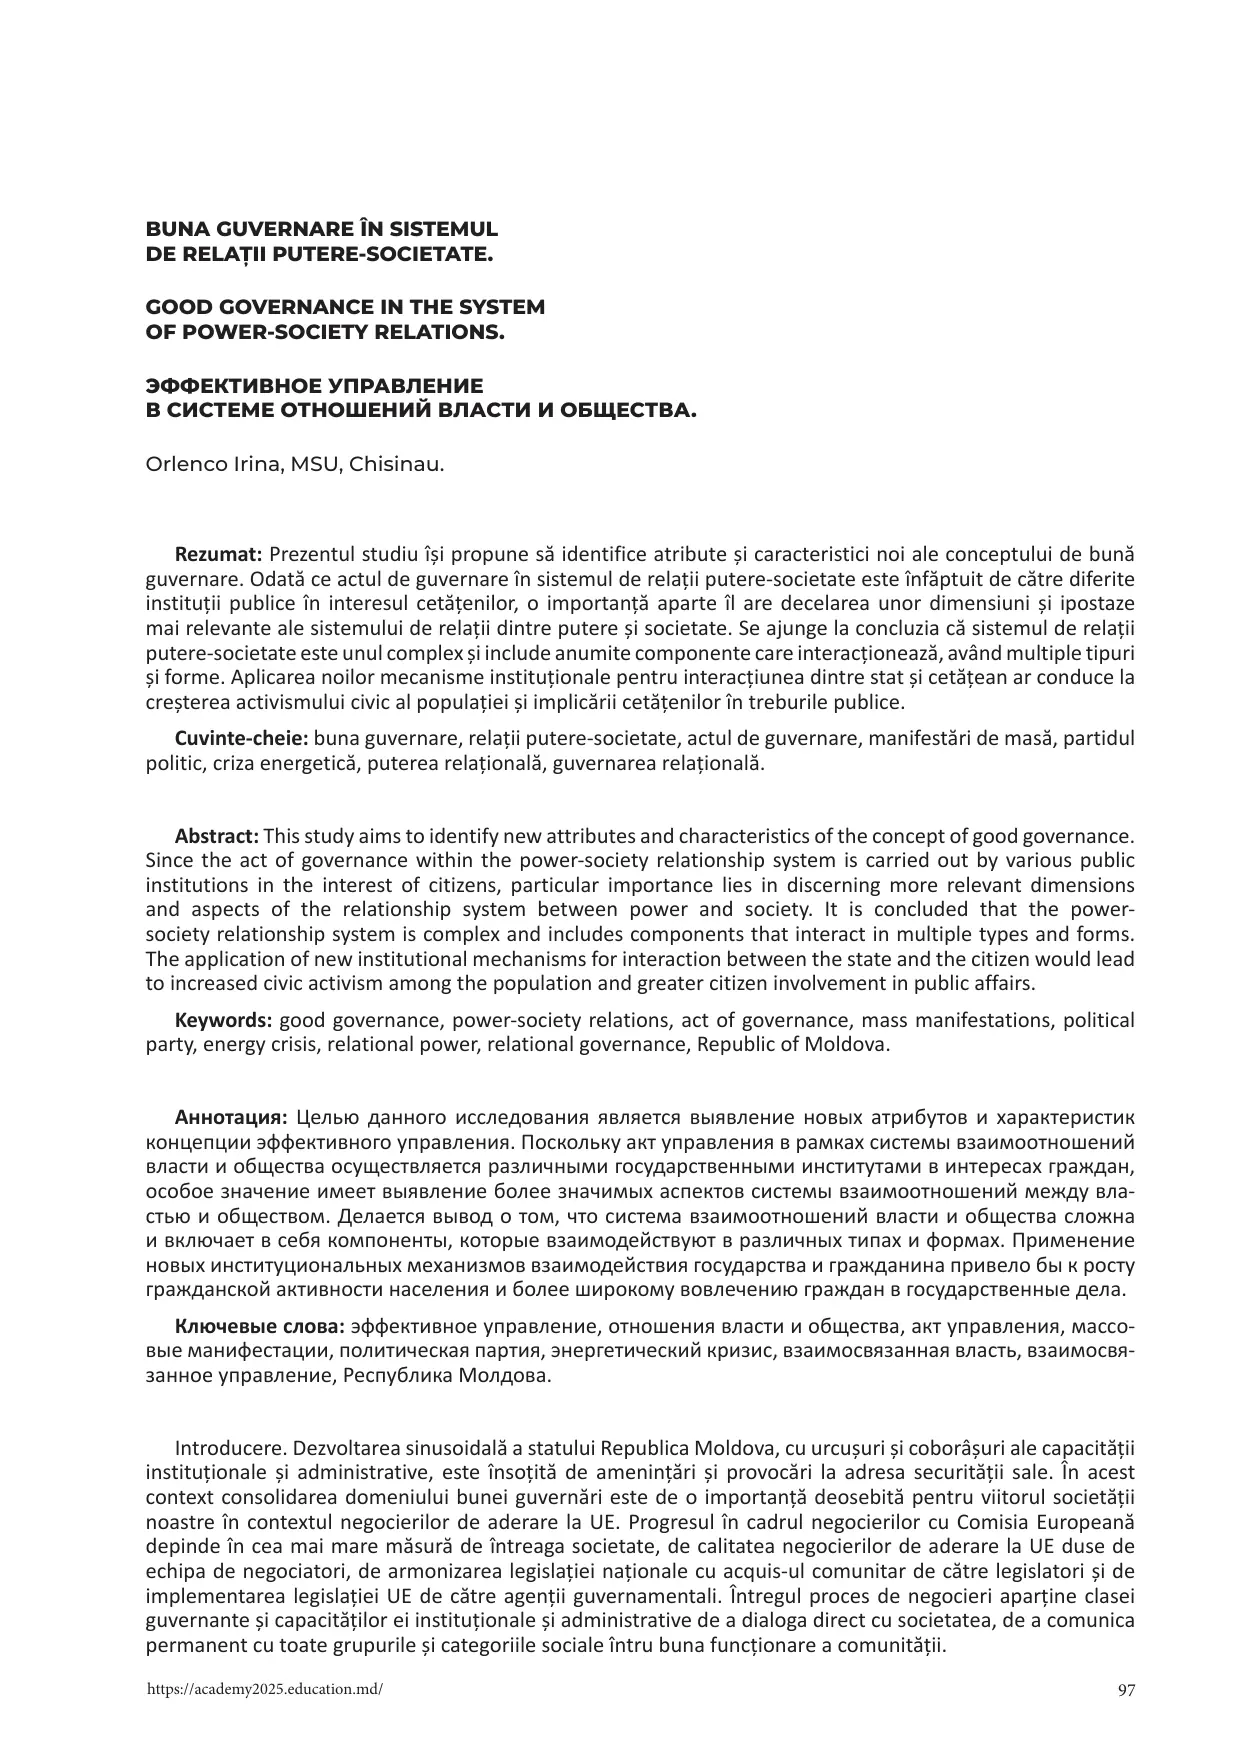 BUNA GUVERNARE ÎN SISTEMUL
DE RELAȚII PUTERE-SOCIETATE.
GOOD GOVERNANCE IN THE SYSTEM
OF POWER-SOCIETY RELATIONS.
ЭФФЕКТИВНОЕ УПРАВЛЕНИЕ
В СИСТЕМЕ ОТНОШЕНИЙ ВЛАСТИ И ОБЩЕСТВА.
Orlenco Irina, MSU, Chisinau.
Rezumat: Prezentul studiu își propune să identifice atribute și caracteristici noi ale conceptului de bună
guvernare. Odată ce actul de guvernare în sistemul de relații putere-societate este înfăptuit de către diferite
instituții publice în interesul cetățenilor, o importanță aparte îl are decelarea unor dimensiuni și ipostaze
mai relevante ale sistemului de relații dintre putere și societate. Se ajunge la concluzia că sistemul de relații
putere-societate este unul complex și include anumite componente care interacționează, având multiple tipuri
și forme. Aplicarea noilor mecanisme instituționale pentru interacțiunea dintre stat și cetățean ar conduce la
creșterea activismului civic al populației și implicării cetățenilor în treburile publice.
Cuvinte-cheie: buna guvernare, relații putere-societate, actul de guvernare, manifestări de masă, partidul
politic, criza energetică, puterea relațională, guvernarea relațională.
Abstract: This study aims to identify new attributes and characteristics of the concept of good governance.
Since the act of governance within the power-society relationship system is carried out by various public
institutions in the interest of citizens, particular importance lies in discerning more relevant dimensions
and aspects of the relationship system between power and society. It is concluded that the power-
society relationship system is complex and includes components that interact in multiple types and forms.
The application of new institutional mechanisms for interaction between the state and the citizen would lead
to increased civic activism among the population and greater citizen involvement in public affairs.
Keywords: good governance, power-society relations, act of governance, mass manifestations, political
party, energy crisis, relational power, relational governance, Republic of Moldova.
Аннотация: Целью данного исследования является выявление новых атрибутов и характеристик
концепции эффективного управления. Поскольку акт управления в рамках системы взаимоотношений
власти и общества осуществляется различными государственными институтами в интересах граждан,
особое значение имеет выявление более значимых аспектов системы взаимоотношений между вла-
стью и обществом. Делается вывод о том, что система взаимоотношений власти и общества сложна
и включает в себя компоненты, которые взаимодействуют в различных типах и формах. Применение
новых институциональных механизмов взаимодействия государства и гражданина привело бы к росту
гражданской активности населения и более широкому вовлечению граждан в государственные дела.
Ключевые слова: эффективное управление, отношения власти и общества, акт управления, массо-
вые манифестации, политическая партия, энергетический кризис, взаимосвязанная власть, взаимосвя-
занное управление, Республика Молдова.
Introducere. Dezvoltarea sinusoidală a statului Republica Moldova, cu urcușuri și coborâșuri ale capacității
instituționale și administrative, este însoțită de amenințări și provocări la adresa securității sale. În acest
context consolidarea domeniului bunei guvernări este de o importanță deosebită pentru viitorul societății
noastre în contextul negocierilor de aderare la UE. Progresul în cadrul negocierilor cu Comisia Europeană
depinde în cea mai mare măsură de întreaga societate, de calitatea negocierilor de aderare la UE duse de
echipa de negociatori, de armonizarea legislației naționale cu acquis-ul comunitar de către legislatori și de
implementarea legislației UE de către agenții guvernamentali. Întregul proces de negocieri aparține clasei
guvernante și capacităților ei instituționale și administrative de a dialoga direct cu societatea, de a comunica
permanent cu toate grupurile și categoriile sociale întru buna funcționare a comunității.
https://academy2025.education.md/
97